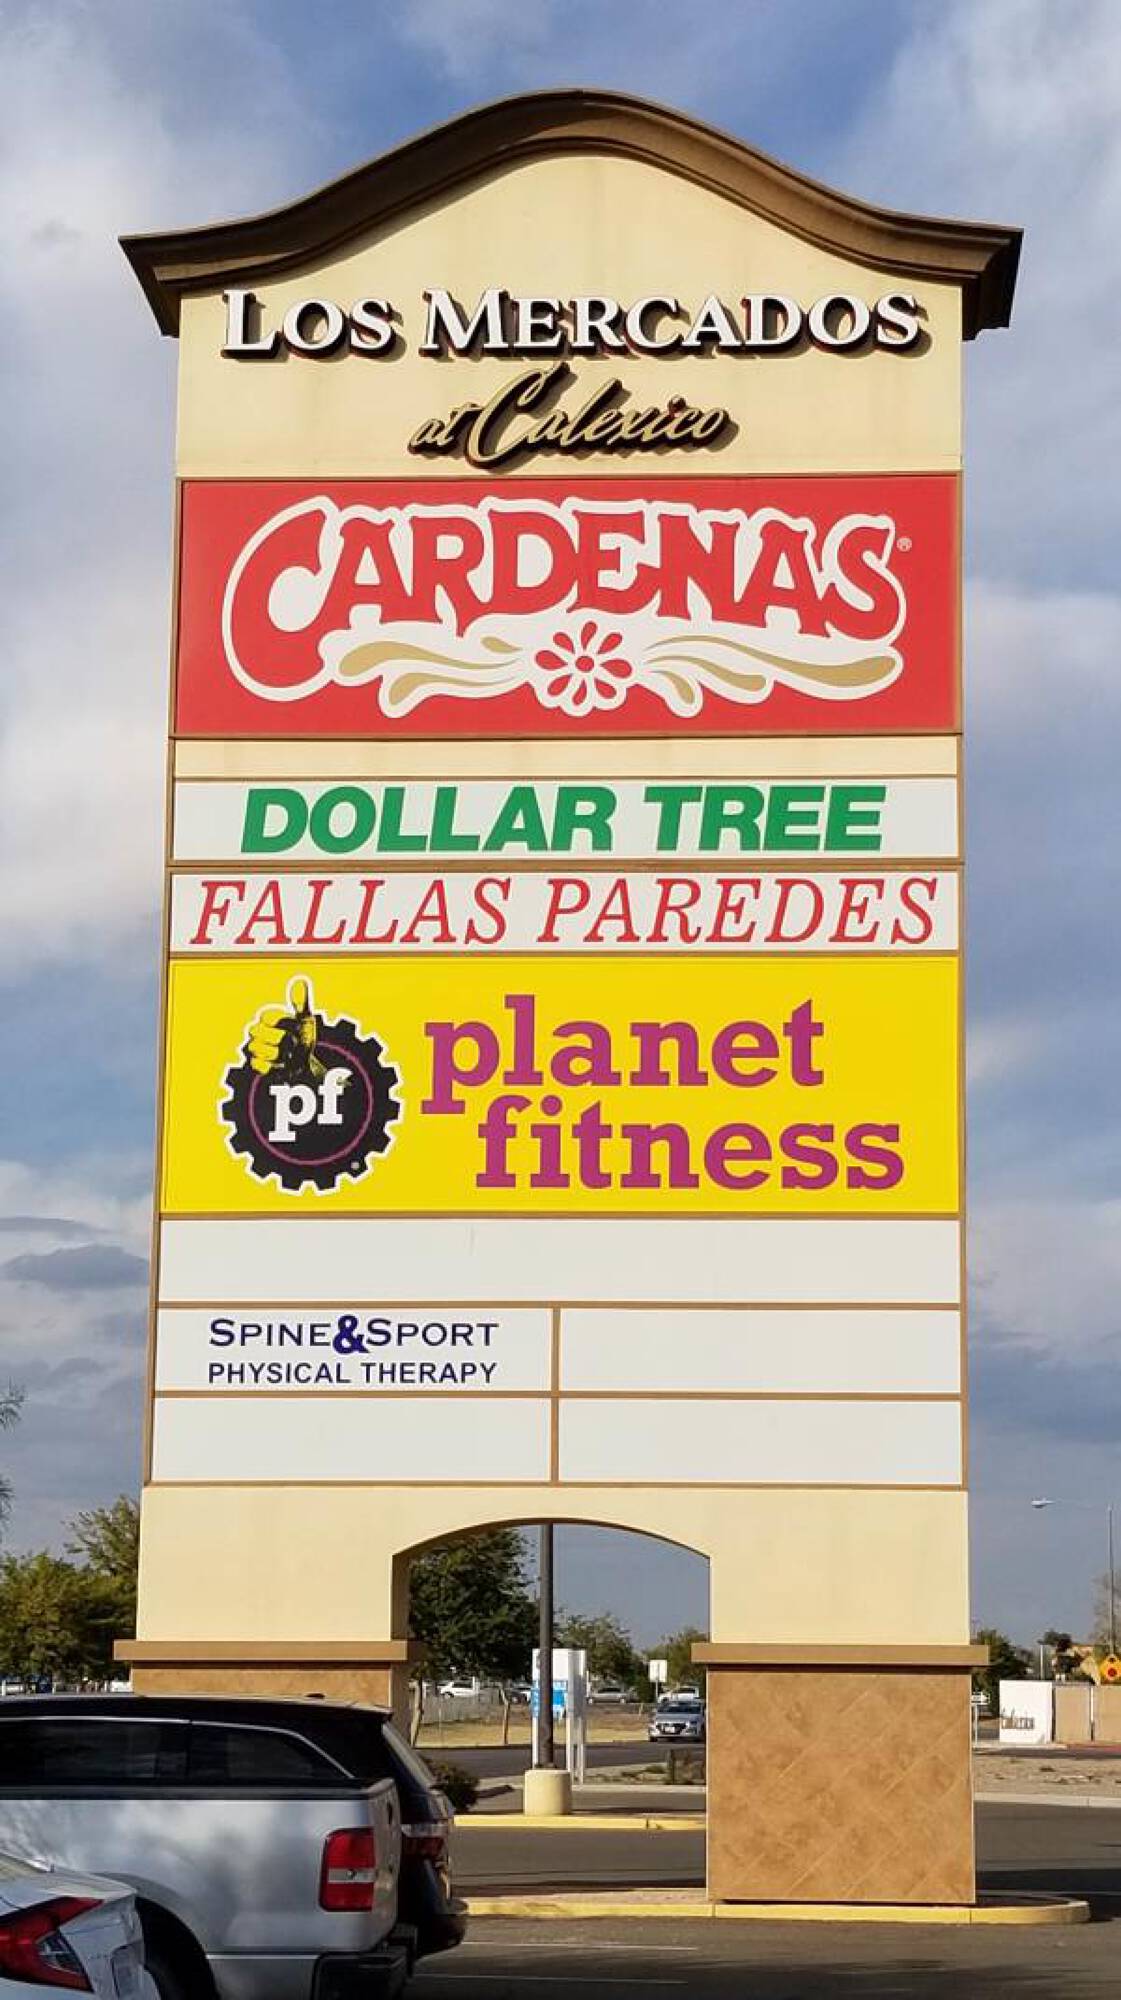 LOS MERCADOS
at Calexico
CARDENAS®
DOLLAR TREE
FALLAS PAREDES
pf
planet
fitness
SPINE&SPORT
PHYSICAL THERAPY